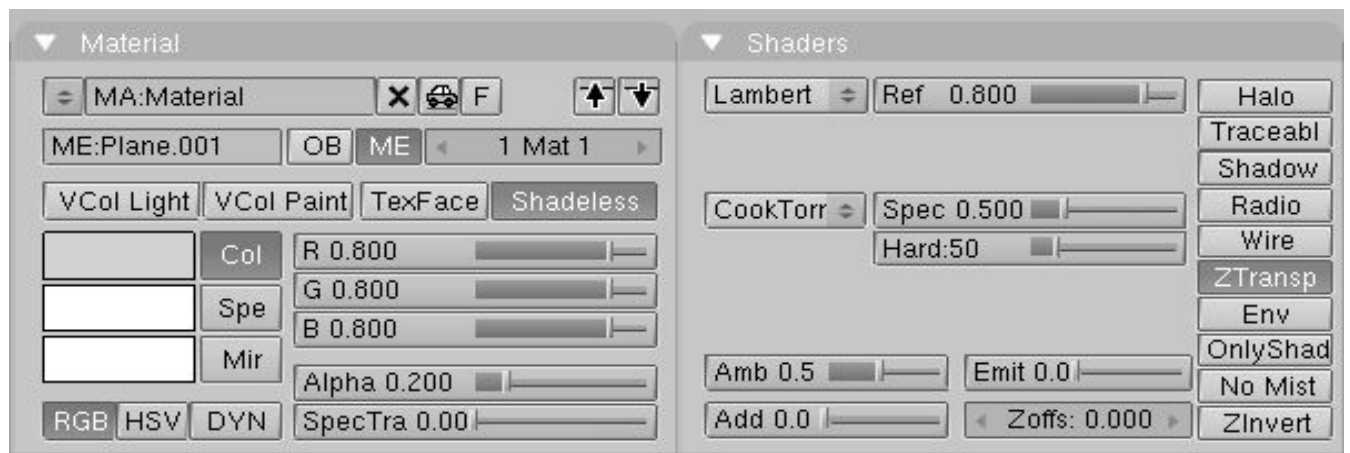 Material
MA:Material F
ME:Plane.001 OB ME 1 Mat 1
VCol Light VCol Paint TexFace Shadeless
Col R 0.800
G 0.800
Spe
B 0.800
Mir
Alpha 0.200
RGB HSV DYN SpecTra 0.00
Shaders
Lambert Ref 0.800 Halo
Traceabl
Shadow
CookTorr Spec 0.500 Radio
Hard:50 Wire
ZTransp
Env
OnlyShad
Amb 0.5 Emit 0.0 No Mist
Add 0.0 Zoffs: 0.000 ZInvert